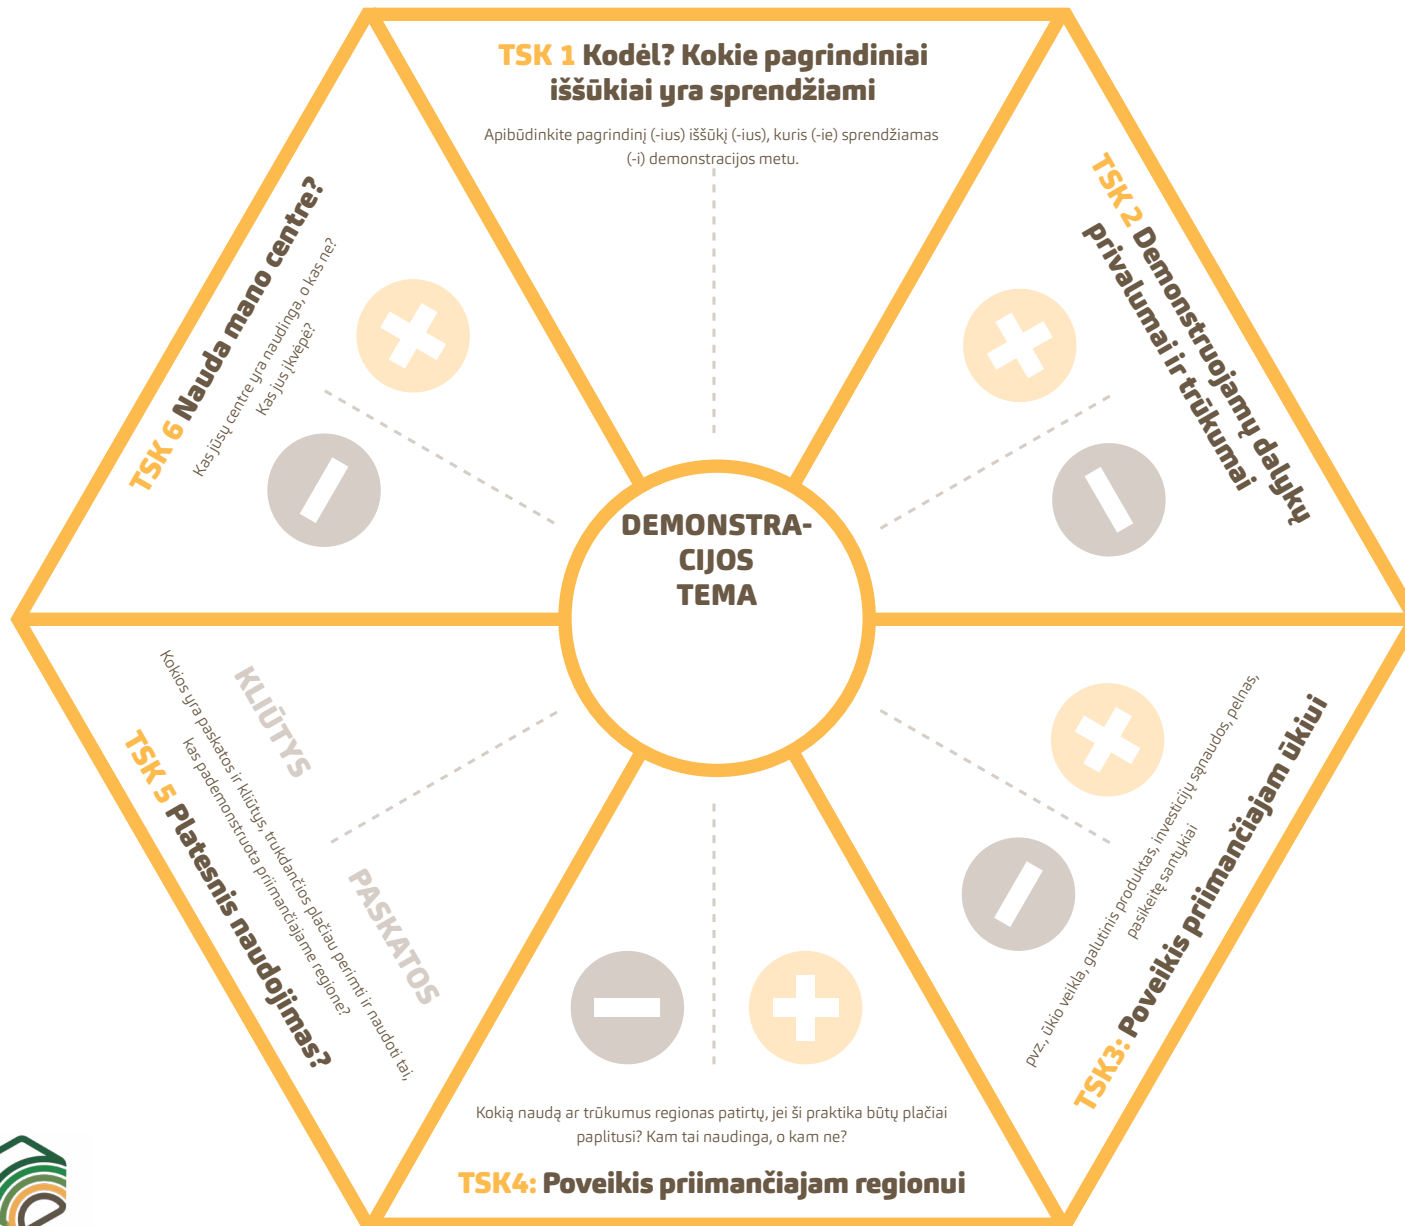 TSK 1 Kodėl? Kokie pagrindiniai
iššūkiai yra sprendžiami
Apibūdinkite pagrindinį (-ius) iššūkį (-ius), kuris (-ie) sprendžiamas
(-i) demonstracijos metu.
TSK 2 Demonstruojamų dalykų
privalumai ir trūkumai
TSK3: Poveikis priimančiajam ūkiui
pvz., ūkio veikla, galutinis produktas, investicijų sąnaudos, pelnas,
pasikeitę santykiai
Kokią naudą ar trūkumus regionas patirtų, jei ši praktika būtų plačiai
paplitusi? Kam tai naudinga, o kam ne?
TSK4: Poveikis priimančiajam regionui
TSK 5 Platesnis naudojimas?
Kokios yra paskatos ir kliūtys, trukdančios plačiau perimti ir naudoti tai,
kas pademonstruota priimančiajame regione?
KLIŪTYS
PASKATOS
TSK 6 Nauda mano centre?
Kas jūsų centre yra naudinga, o kas ne?
Kas jus įkvėpė?
DEMONSTRA-
CIJOS
TEMA